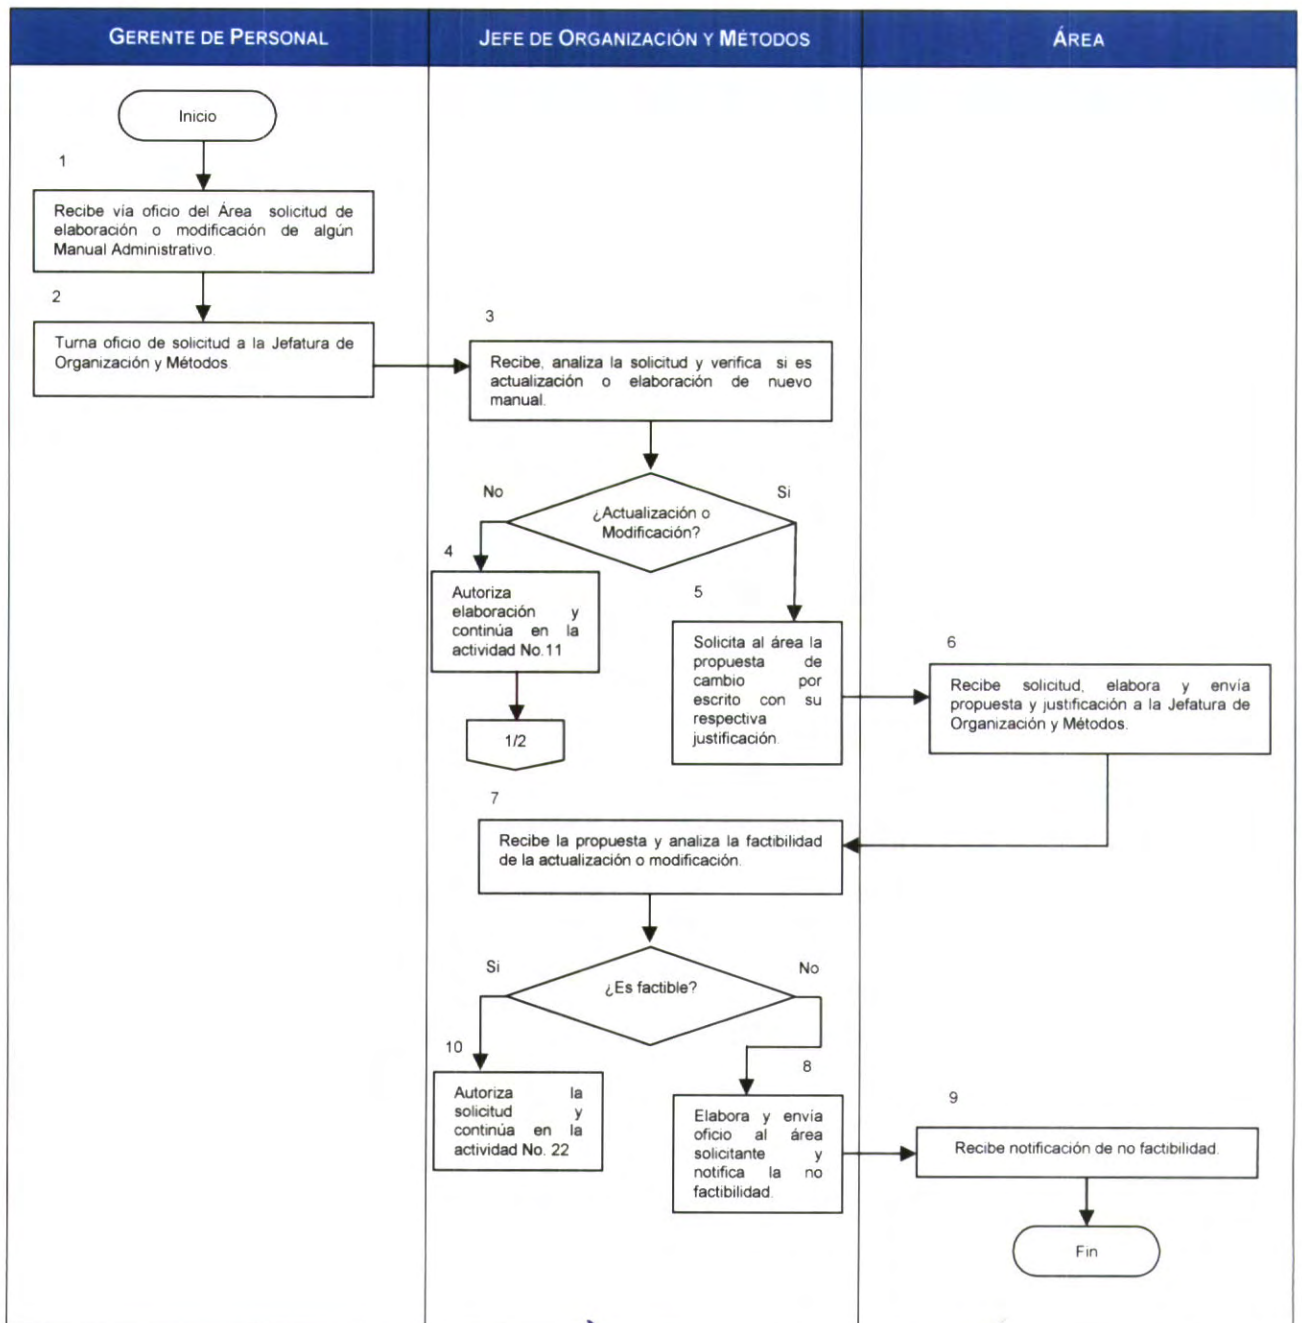 GERENTE DE PERSONAL
JEFE DE ORGANIZACIÓN Y MÉTODOS
ÁREA
Inicio
1
Recibe vía oficio del Área solicitud de
elaboración o modificación de algún
Manual Administrativo.
2
Turna oficio de solicitud a la Jefatura de
Organización y Métodos.
3
Recibe, analiza la solicitud y verifica si es
actualización o elaboración de nuevo
manual.
No
Si
¿Actualización o
Modificación?
4
Autoriza
elaboración y
continúa en la
actividad No.11
1/2
5
Solicita al área la
propuesta de
cambio por
escrito con su
respectiva
justificación.
6
Recibe solicitud, elabora y envía
propuesta y justificación a la Jefatura de
Organización y Métodos.
7
Recibe la propuesta y analiza la factibilidad
de la actualización o modificación.
Si
No
¿Es factible?
10
Autoriza la
solicitud y
continúa en la
actividad No. 22
8
Elabora y envía
oficio al área
solicitante y
notifica la no
factibilidad.
9
Recibe notificación de no factibilidad.
Fin